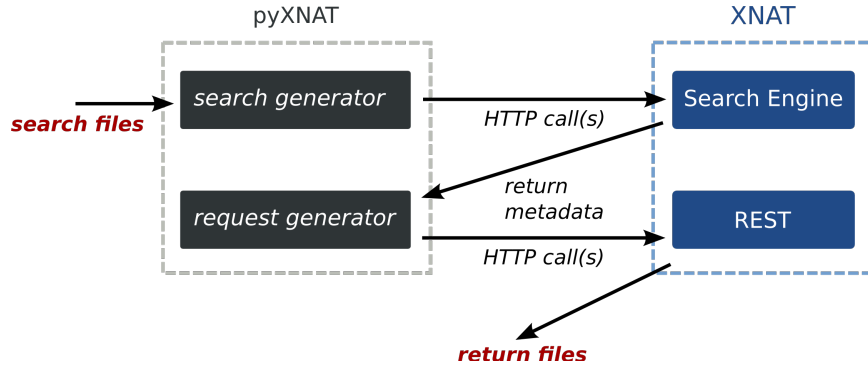 pyXNAT
XNAT
search generator
Search Engine
search files
HTTP call(s)
return
metadata
request generator
REST
HTTP call(s)
return files